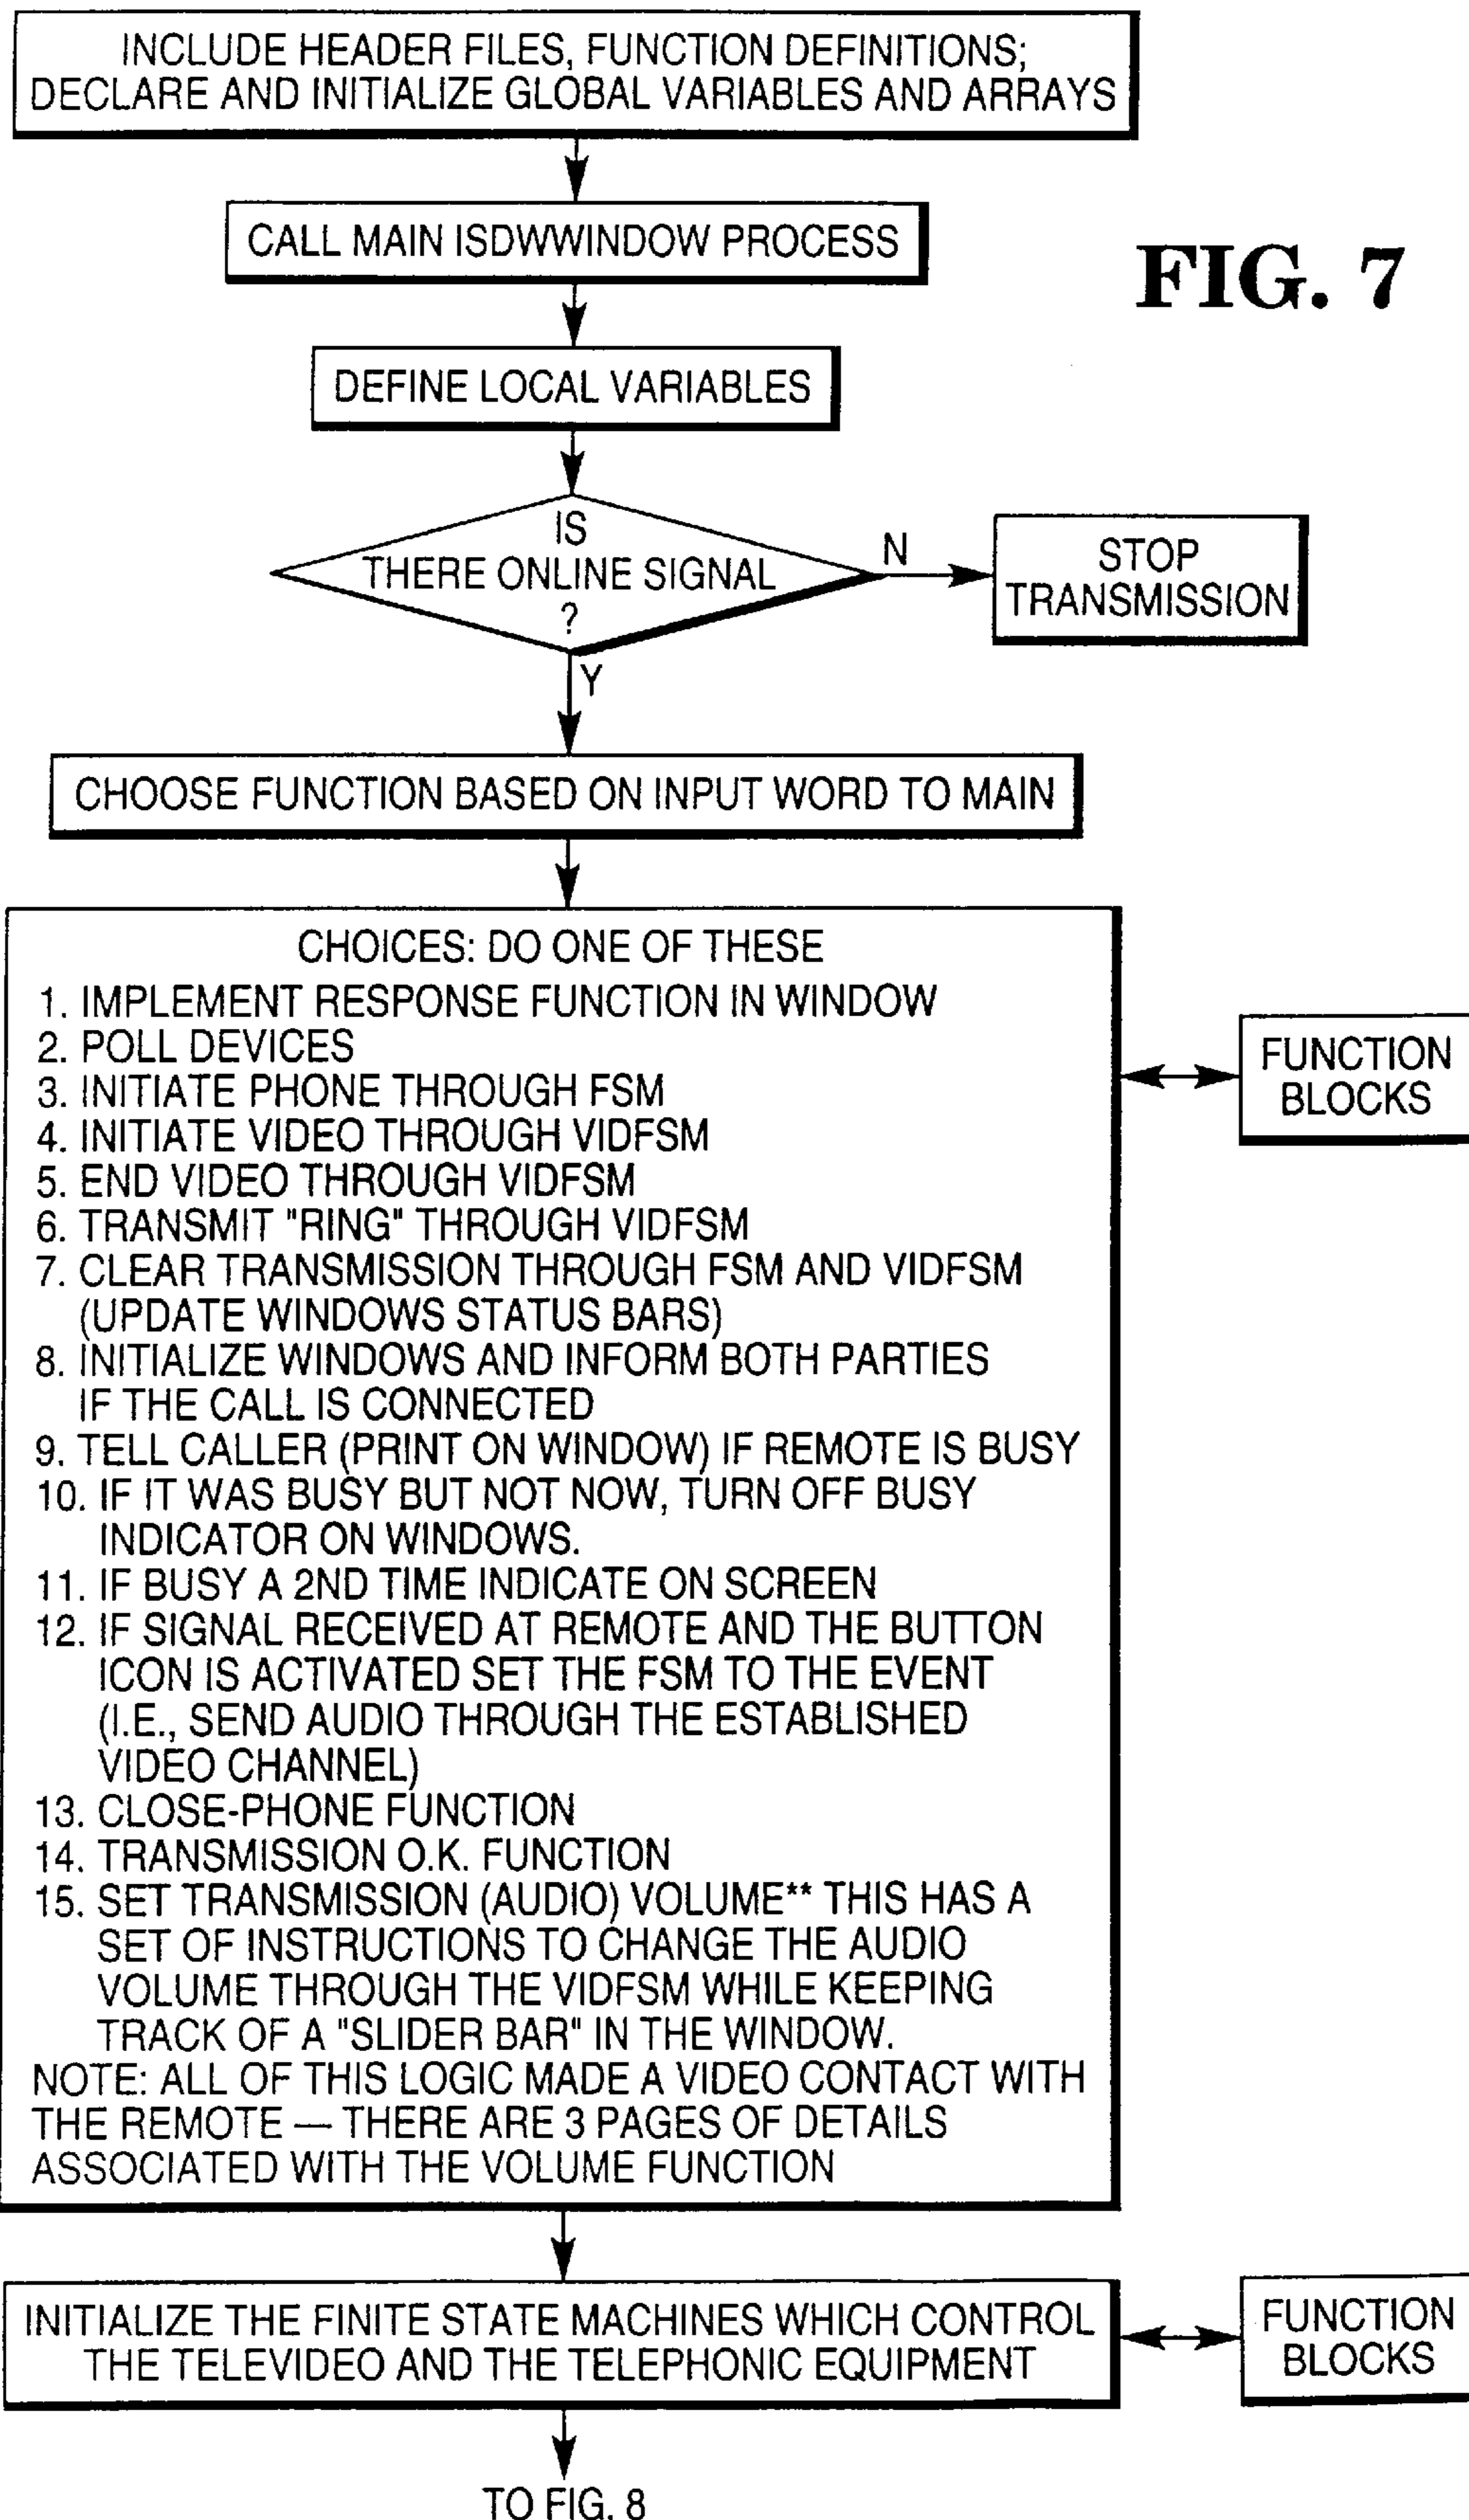 INCLUDE HEADER FILES, FUNCTION DEFINITIONS;
DECLARE AND INITIALIZE GLOBAL VARIABLES AND ARRAYS
CALL MAIN ISDWWINDOW PROCESS
FIG. 7
DEFINE LOCAL VARIABLES
IS
THERE ONLINE SIGNAL
?
N
STOP
TRANSMISSION
Y
CHOOSE FUNCTION BASED ON INPUT WORD TO MAIN
CHOICES: DO ONE OF THESE
1. IMPLEMENT RESPONSE FUNCTION IN WINDOW
2. POLL DEVICES
3. INITIATE PHONE THROUGH FSM
4. INITIATE VIDEO THROUGH VIDFSM
5. END VIDEO THROUGH VIDFSM
6. TRANSMIT "RING" THROUGH VIDFSM
7. CLEAR TRANSMISSION THROUGH FSM AND VIDFSM
(UPDATE WINDOWS STATUS BARS)
8. INITIALIZE WINDOWS AND INFORM BOTH PARTIES
IF THE CALL IS CONNECTED
9. TELL CALLER (PRINT ON WINDOW) IF REMOTE IS BUSY
10. IF IT WAS BUSY BUT NOT NOW, TURN OFF BUSY
INDICATOR ON WINDOWS.
11. IF BUSY A 2ND TIME INDICATE ON SCREEN
12. IF SIGNAL RECEIVED AT REMOTE AND THE BUTTON
ICON IS ACTIVATED SET THE FSM TO THE EVENT
(I.E., SEND AUDIO THROUGH THE ESTABLISHED
VIDEO CHANNEL)
13. CLOSE-PHONE FUNCTION
14. TRANSMISSION O.K. FUNCTION
15. SET TRANSMISSION (AUDIO) VOLUME** THIS HAS A
SET OF INSTRUCTIONS TO CHANGE THE AUDIO
VOLUME THROUGH THE VIDFSM WHILE KEEPING
TRACK OF A "SLIDER BAR" IN THE WINDOW.
NOTE: ALL OF THIS LOGIC MADE A VIDEO CONTACT WITH
THE REMOTE — THERE ARE 3 PAGES OF DETAILS
ASSOCIATED WITH THE VOLUME FUNCTION
FUNCTION
BLOCKS
INITIALIZE THE FINITE STATE MACHINES WHICH CONTROL
THE TELEVIDEO AND THE TELEPHONIC EQUIPMENT
FUNCTION
BLOCKS
TO FIG. 8